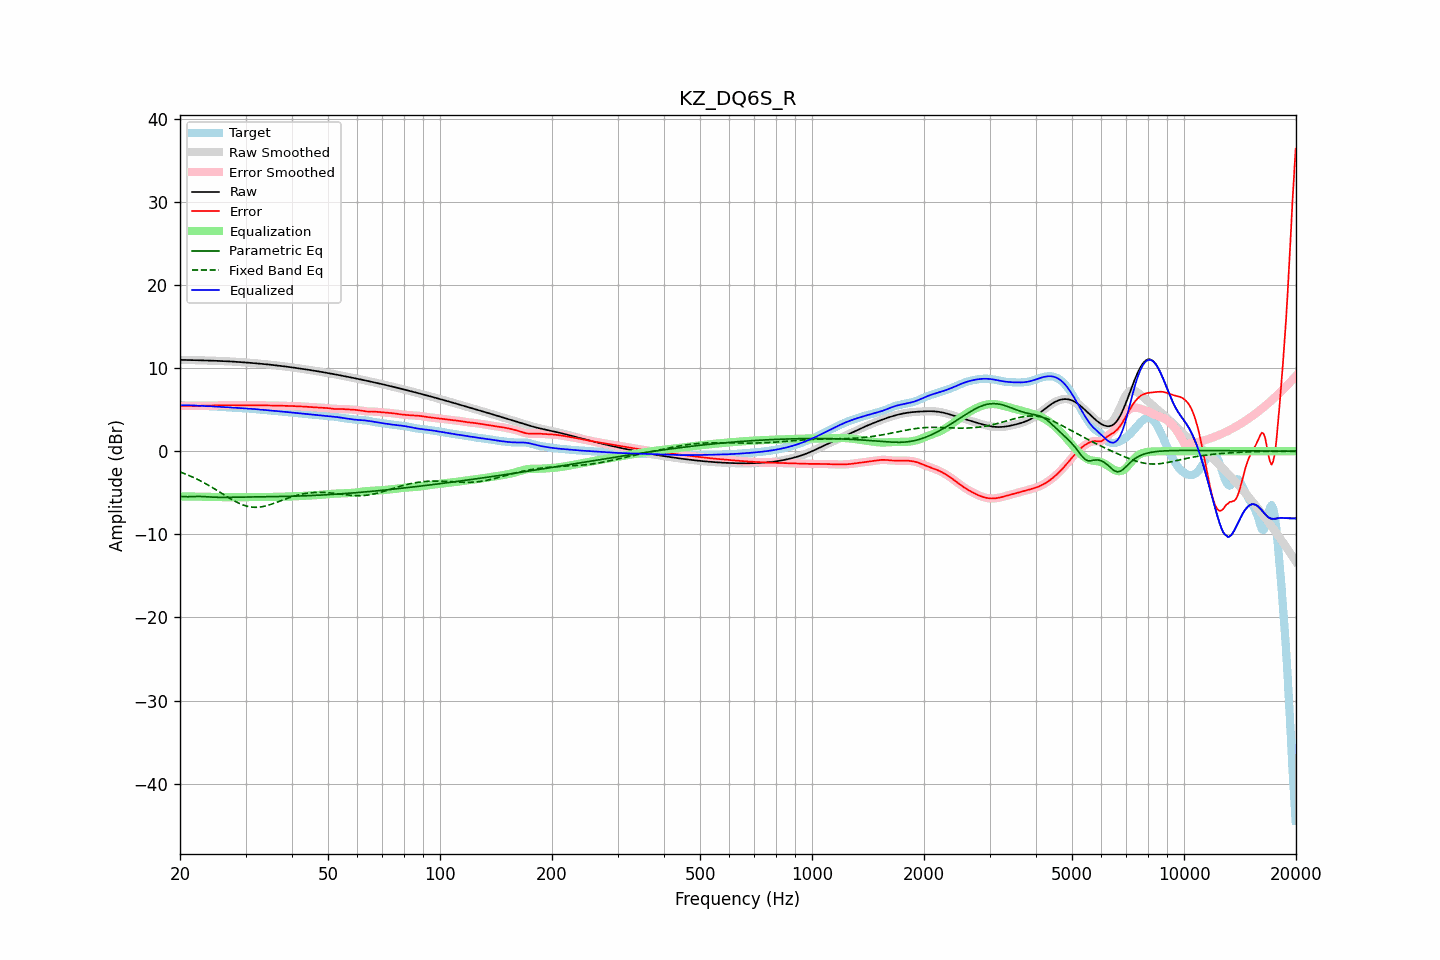 KZ_DQ6S_R
40
30
20
10
0
−10
−20
−30
−40
Amplitude (dBr)
Target
Raw Smoothed
Error Smoothed
Raw
Error
Equalization
Parametric Eq
Fixed Band Eq
Equalized
20 50 100 200 500 1000 2000 5000 10000 20000
Frequency (Hz)